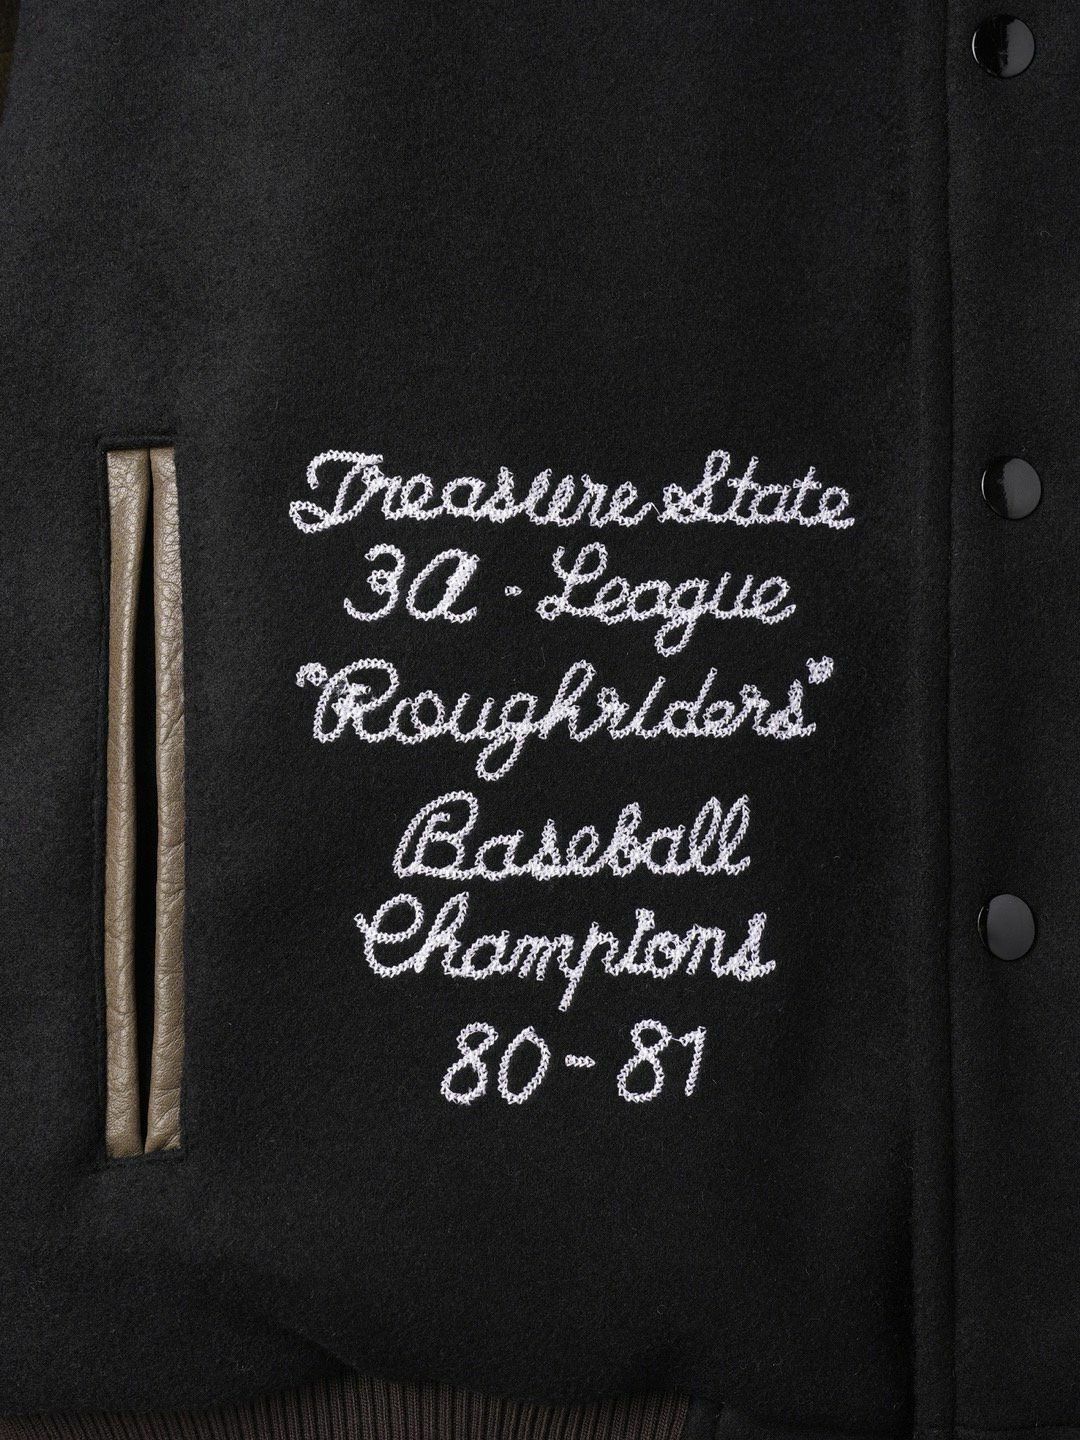 Treasure State
3A - League
"Roughriders"
Baseball
Champions
80 - 81